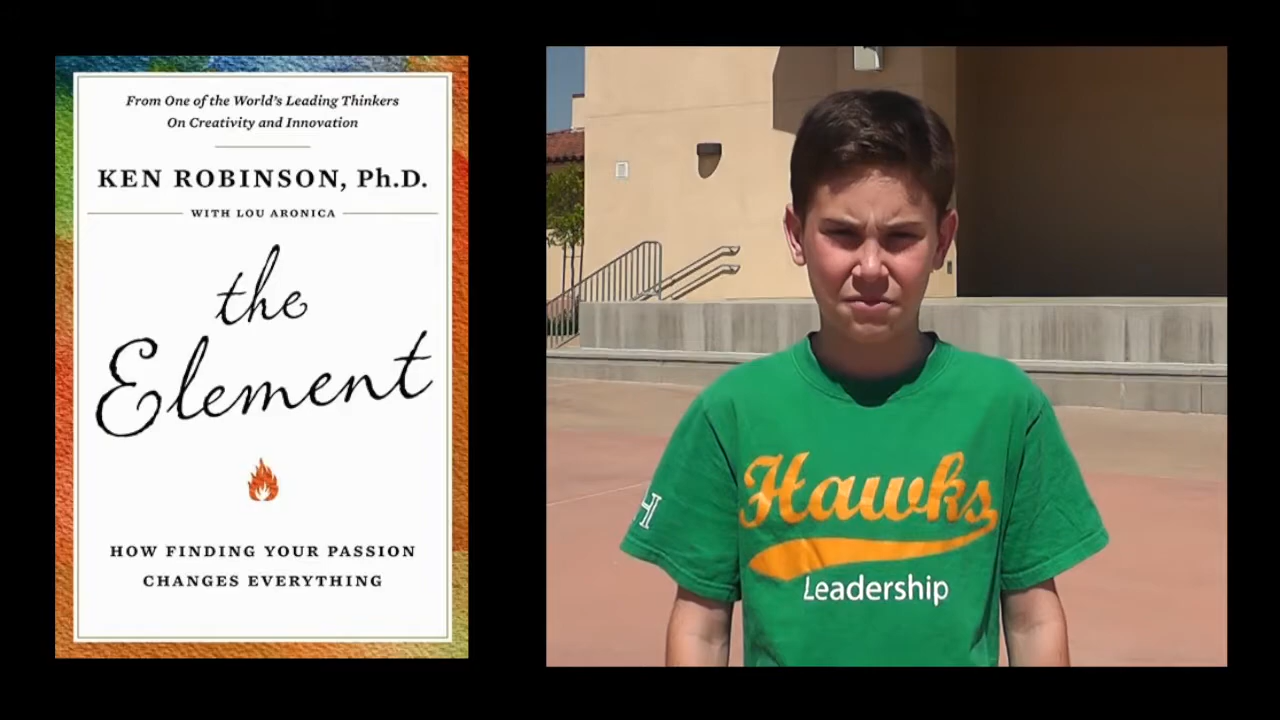 From One of the World's Leading Thinkers
On Creativity and Innovation
KEN ROBINSON, Ph.D.
WITH LOU ARONICA
the
Element
HOW FINDING YOUR PASSION
CHANGES EVERYTHING
H
Hawks
Leadership